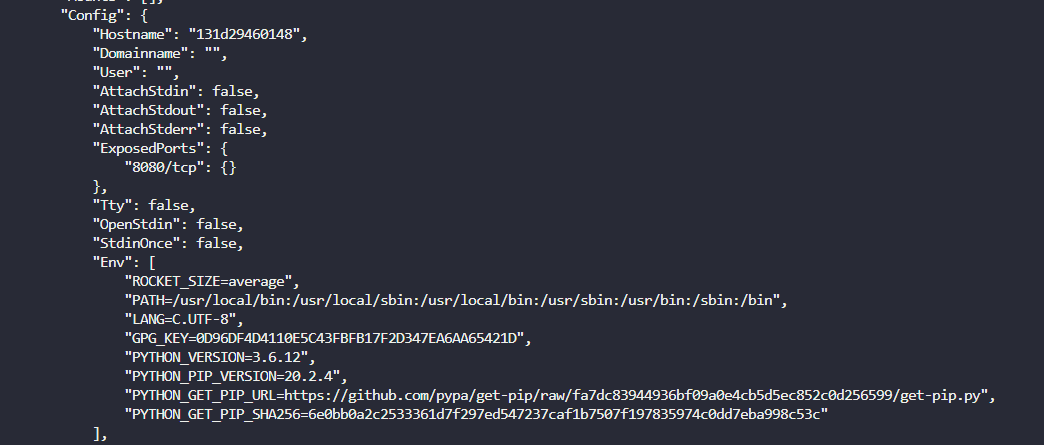 "Config": {
"Hostname": "131d29460148",
"Domainname": "",
"User": "",
"AttachStdin": false,
"AttachStdout": false,
"AttachStderr": false,
"ExposedPorts": {
"8080/tcp": {}
},
"Tty": false,
"OpenStdin": false,
"StdinOnce": false,
"Env": [
"ROCKET_SIZE=average",
"PATH=/usr/local/bin:/usr/local/sbin:/usr/local/bin:/usr/sbin:/usr/bin:/sbin:/bin",
"LANG=C.UTF-8",
"GPG_KEY=0D96DF4D4110E5C43FBFB17F2D347EA6AA65421D",
"PYTHON_VERSION=3.6.12",
"PYTHON_PIP_VERSION=20.2.4",
"PYTHON_GET_PIP_URL=https://github.com/pypa/get-pip/raw/fa7dc83944936bf09a0e4cb5d5ec852c0d256599/get-pip.py",
"PYTHON_GET_PIP_SHA256=6e0bb0a2c2533361d7f297ed547237caf1b7507f197835974c0dd7eba998c53c"
],